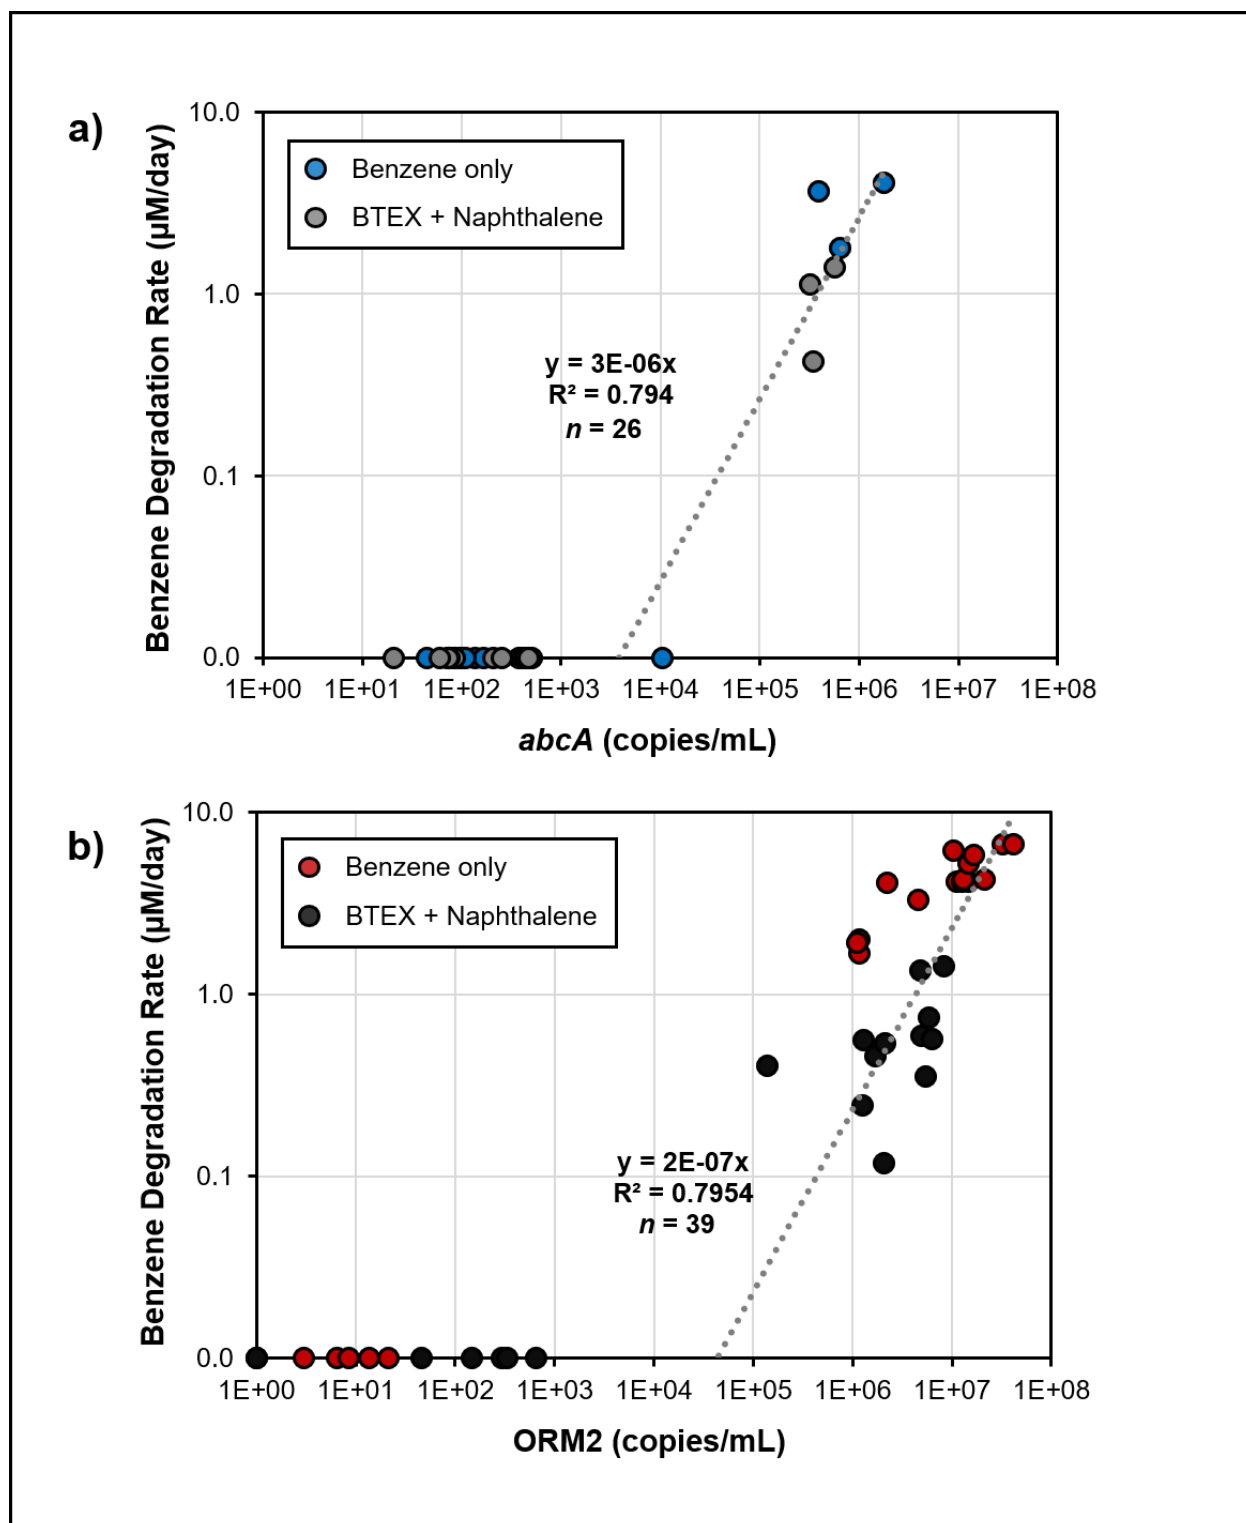 a)
Benzene Degradation Rate (µM/day)
10.0
1.0
0.1
0.0
Benzene only
BTEX + Naphthalene
y = 3E-06x
R² = 0.794
n = 26
1E+00 1E+01 1E+02 1E+03 1E+04 1E+05 1E+06 1E+07 1E+08
abcA (copies/mL)
b)
Benzene Degradation Rate (µM/day)
10.0
1.0
0.1
0.0
Benzene only
BTEX + Naphthalene
y = 2E-07x
R² = 0.7954
n = 39
1E+00 1E+01 1E+02 1E+03 1E+04 1E+05 1E+06 1E+07 1E+08
ORM2 (copies/mL)